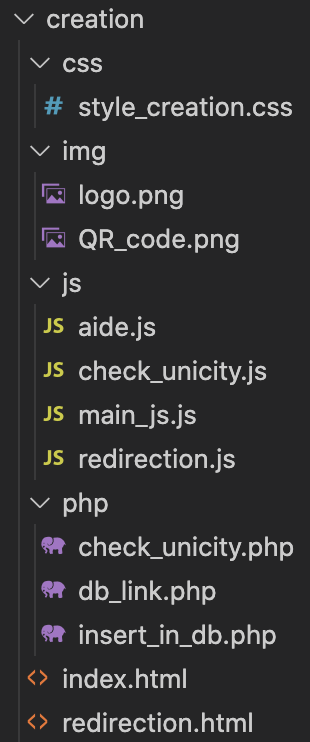 creation
css
# style_creation.css
img
logo.png
QR_code.png
js
JS aide.js
JS check_unicity.js
JS main_js.js
JS redirection.js
php
check_unicity.php
db_link.php
insert_in_db.php
<> index.html
<> redirection.html